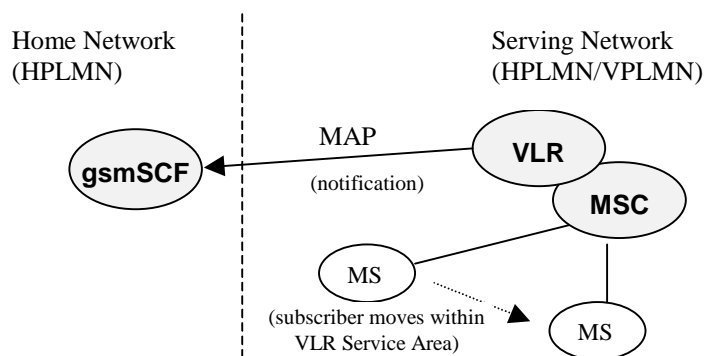 Home Network
(HPLMN)
Serving Network
(HPLMN/VPLMN)
MAP
VLR
gsmSCF
(notification)
MSC
MS
(subscriber moves within
VLR Service Area)
MS